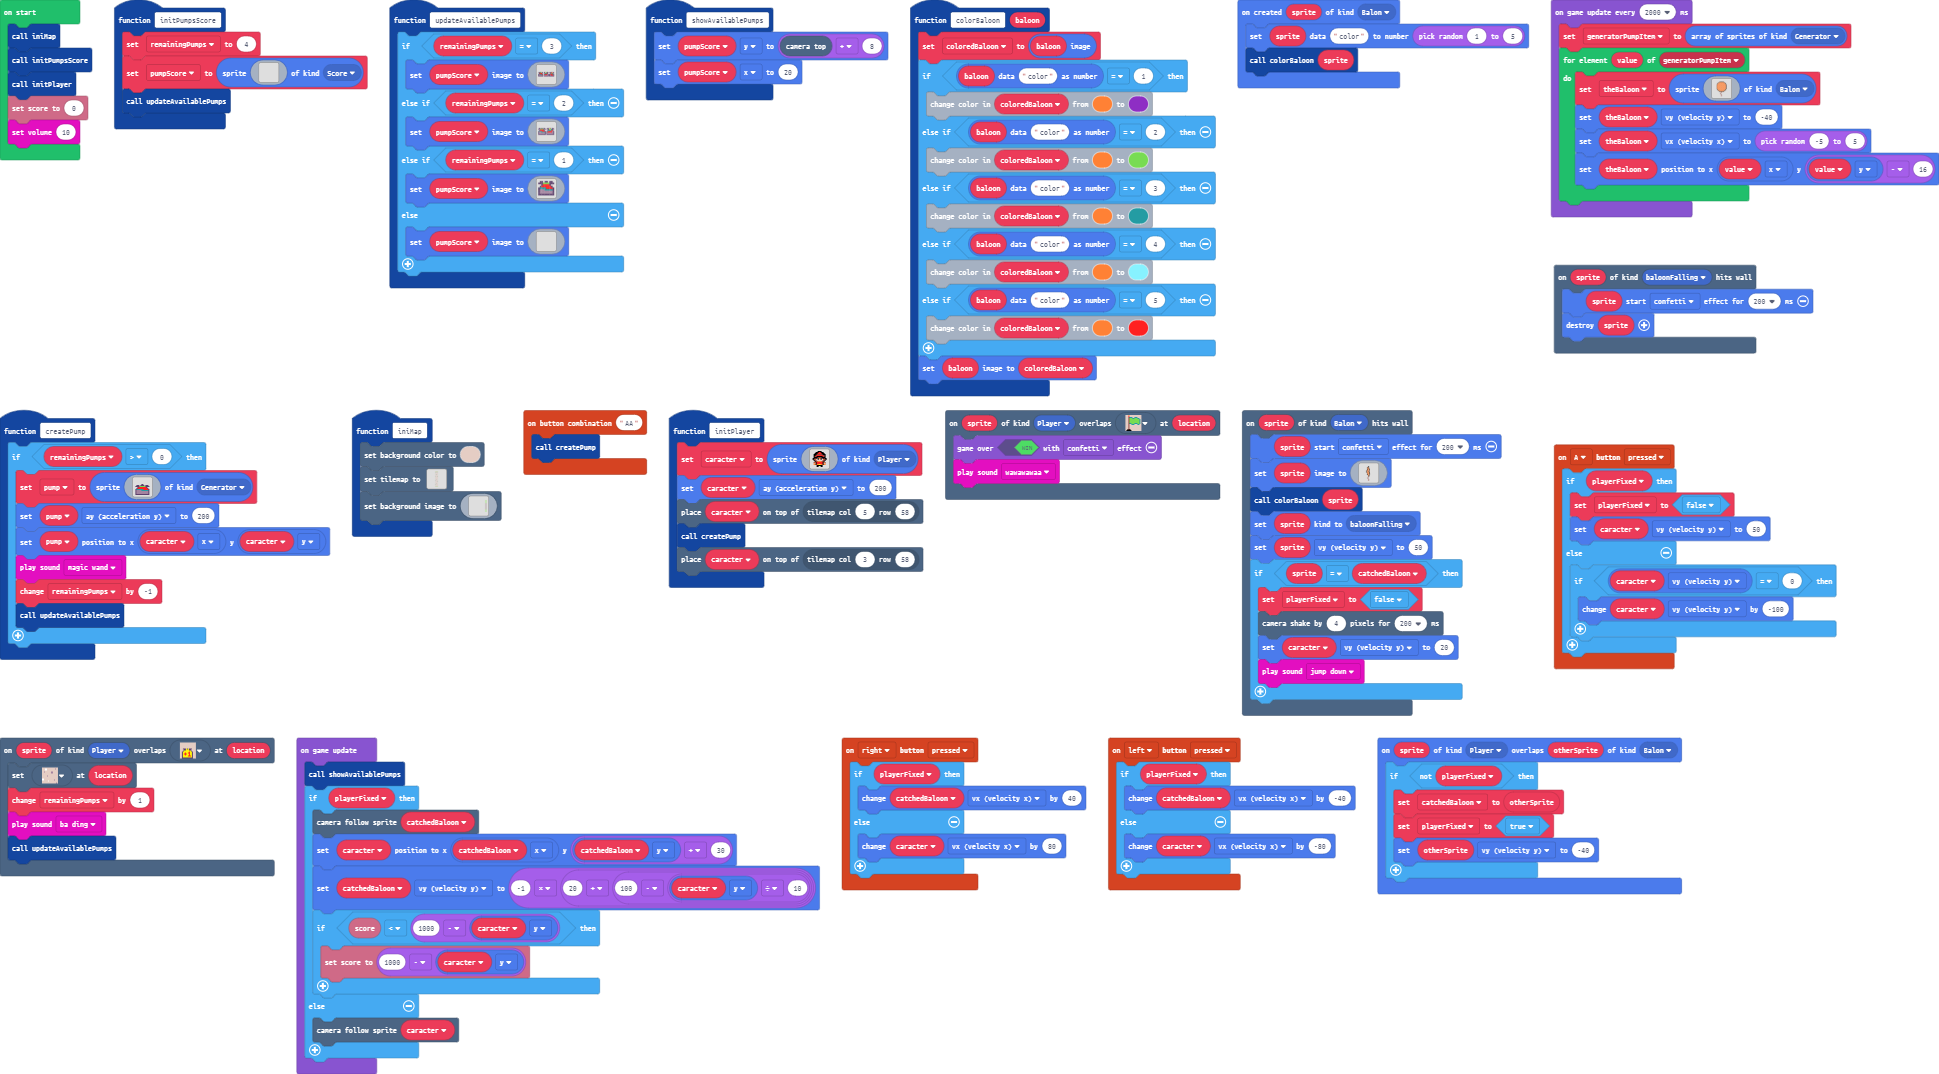 on start
call iniMap
call initPumpsScore
call initPlayer
set score to 0
set volume 10
function initPumpsScore
set remainingPumps to 4
set pumpScore to sprite of kind Score
call updateAvailablePumps
function updateAvailablePumps
if remainingPumps = 3 then
set pumpScore image to
else if remainingPumps = 2 then
set pumpScore image to
else if remainingPumps = 1 then
set pumpScore image to
else
set pumpScore image to
function showAvailablePumps
set pumpScore y to camera top + 8
set pumpScore x to 20
function colorBaloon baloon
set coloredBaloon to baloon image
if baloon data "color" as number = 1 then
change color in coloredBaloon from to
else if baloon data "color" as number = 2 then
change color in coloredBaloon from to
else if baloon data "color" as number = 3 then
change color in coloredBaloon from to
else if baloon data "color" as number = 4 then
change color in coloredBaloon from to
else if baloon data "color" as number = 5 then
change color in coloredBaloon from to
set baloon image to coloredBaloon
on created sprite of kind Balon
set sprite data "color" to number pick random 1 to 5
call colorBaloon sprite
on game update every 2000 ms
set generatorPumpItem to array of sprites of kind Generator
for element value of generatorPumpItem
do
set theBaloon to sprite of kind Balon
set theBaloon vy (velocity y) to -40
set theBaloon vx (velocity x) to pick random -5 to 5
set theBaloon position to x value x y value y - 16
on sprite of kind baloonFalling hits wall
sprite start confetti effect for 200 ms
destroy sprite
function createPump
if remainingPumps > 0 then
set pump to sprite of kind Generator
set pump ay (acceleration y) to 200
set pump position to x caracter x y caracter y
play sound magic wand
change remainingPumps by -1
call updateAvailablePumps
function iniMap
set background color to
set tilemap to
set background image to
on button combination "AA"
call createPump
function initPlayer
set caracter to sprite of kind Player
set caracter ay (acceleration y) to 200
place caracter on top of tilemap col 5 row 58
call createPump
place caracter on top of tilemap col 3 row 58
on sprite of kind Player overlaps at location
game over WIN with confetti effect
play sound wawawawaa
on sprite of kind Balon hits wall
sprite start confetti effect for 200 ms
set sprite image to
call colorBaloon sprite
set sprite kind to baloonFalling
set sprite vy (velocity y) to 50
if sprite = catchedBaloon then
set playerFixed to false
camera shake by 4 pixels for 200 ms
set caracter vy (velocity y) to 20
play sound jump down
on A button pressed
if playerFixed then
set playerFixed to false
set caracter vy (velocity y) to 50
else
if caracter vy (velocity y) = 0 then
change caracter vy (velocity y) by -100
on sprite of kind Player overlaps at location
set at location
change remainingPumps by 1
play sound ba ding
call updateAvailablePumps
on game update
call showAvailablePumps
if playerFixed then
camera follow sprite catchedBaloon
set caracter position to x catchedBaloon x y catchedBaloon y + 30
set catchedBaloon vy (velocity y) to -1 × 20 + 100 - caracter y ÷ 10
if score < 1000 - caracter y then
set score to 1000 - caracter y
else
camera follow sprite caracter
on right button pressed
if playerFixed then
change catchedBaloon vx (velocity x) by 40
else
change caracter vx (velocity x) by 80
on left button pressed
if playerFixed then
change catchedBaloon vx (velocity x) by -40
else
change caracter vx (velocity x) by -80
on sprite of kind Player overlaps otherSprite of kind Balon
if not playerFixed then
set catchedBaloon to otherSprite
set playerFixed to true
set otherSprite vy (velocity y) to -40